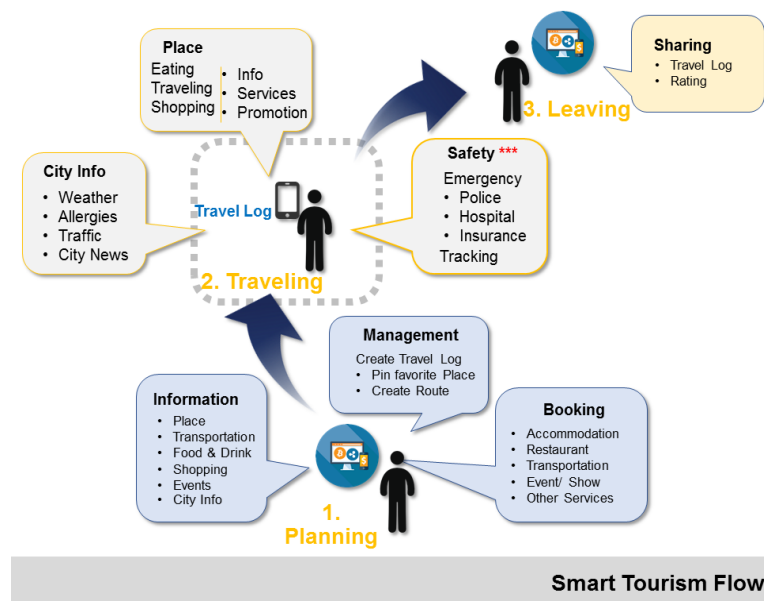 Place
Eating
Traveling
Shopping
• Info
• Services
• Promotion
Sharing
• Travel Log
• Rating
3. Leaving
City Info
• Weather
• Allergies
• Traffic
• City News
Travel Log
2. Traveling
Safety ***
Emergency
• Police
• Hospital
• Insurance
Tracking
Management
Create Travel Log
• Pin favorite Place
• Create Route
Information
• Place
• Transportation
• Food & Drink
• Shopping
• Events
• City Info
Booking
• Accommodation
• Restaurant
• Transportation
• Event/ Show
• Other Services
1.
Planning
Smart Tourism Flow